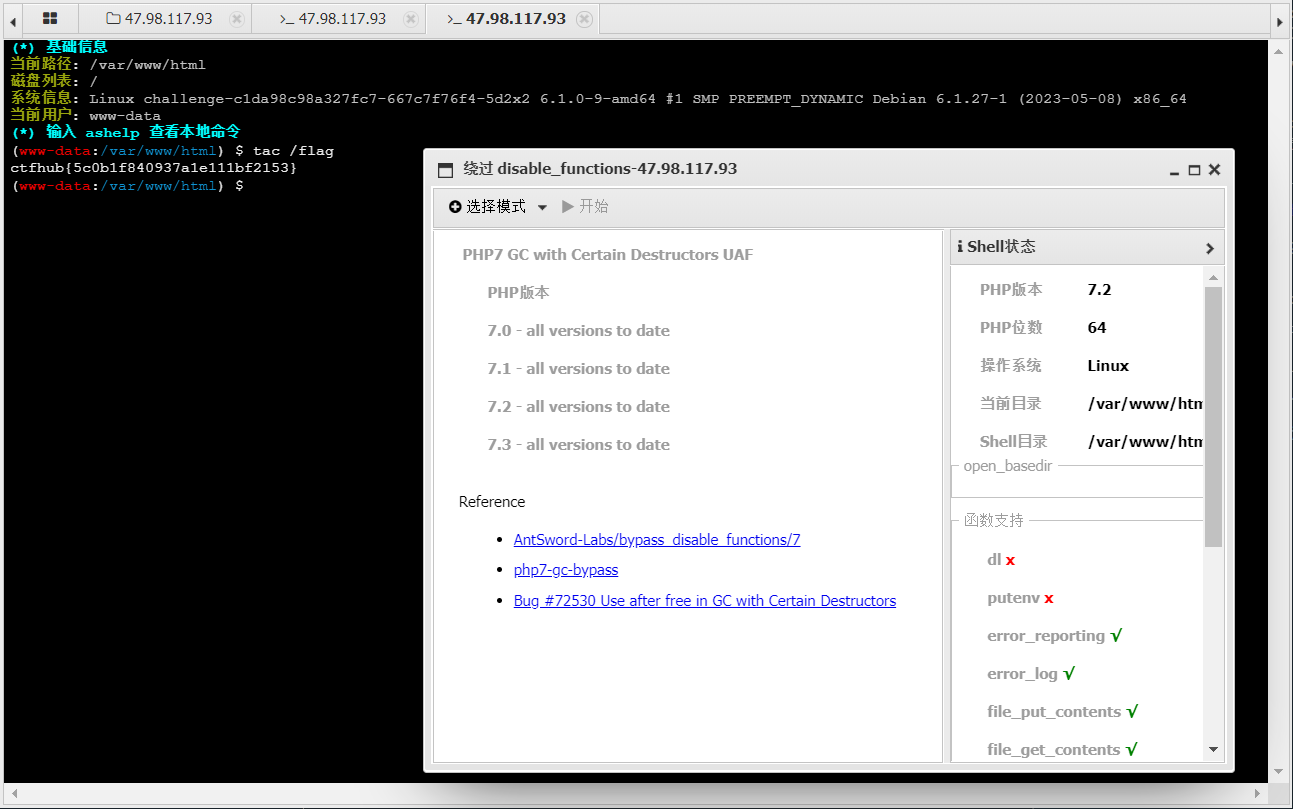 47.98.117.93 >_ 47.98.117.93 >_ 47.98.117.93
(*) 基础信息
当前路径: /var/www/html
磁盘列表: /
系统信息: Linux challenge-c1da98c98a327fc7-667c7f76f4-5d2x2 6.1.0-9-amd64 #1 SMP PREEMPT_DYNAMIC Debian 6.1.27-1 (2023-05-08) x86_64
当前用户: www-data
(*) 输入 ashelp 查看本地命令
(www-data:/var/www/html) $ tac /flag
ctfhub{5c0b1f840937a1e111bf2153}
(www-data:/var/www/html) $
绕过 disable_functions-47.98.117.93
选择模式 开始
PHP7 GC with Certain Destructors UAF
PHP版本
7.0 - all versions to date
7.1 - all versions to date
7.2 - all versions to date
7.3 - all versions to date
Reference
• AntSword-Labs/bypass_disable_functions/7
• php7-gc-bypass
• Bug #72530 Use after free in GC with Certain Destructors
Shell状态
PHP版本 7.2
PHP位数 64
操作系统 Linux
当前目录 /var/www/htm
Shell目录 /var/www/htm
open_basedir
函数支持
dl x
putenv x
error_reporting √
error_log √
file_put_contents √
file_get_contents √